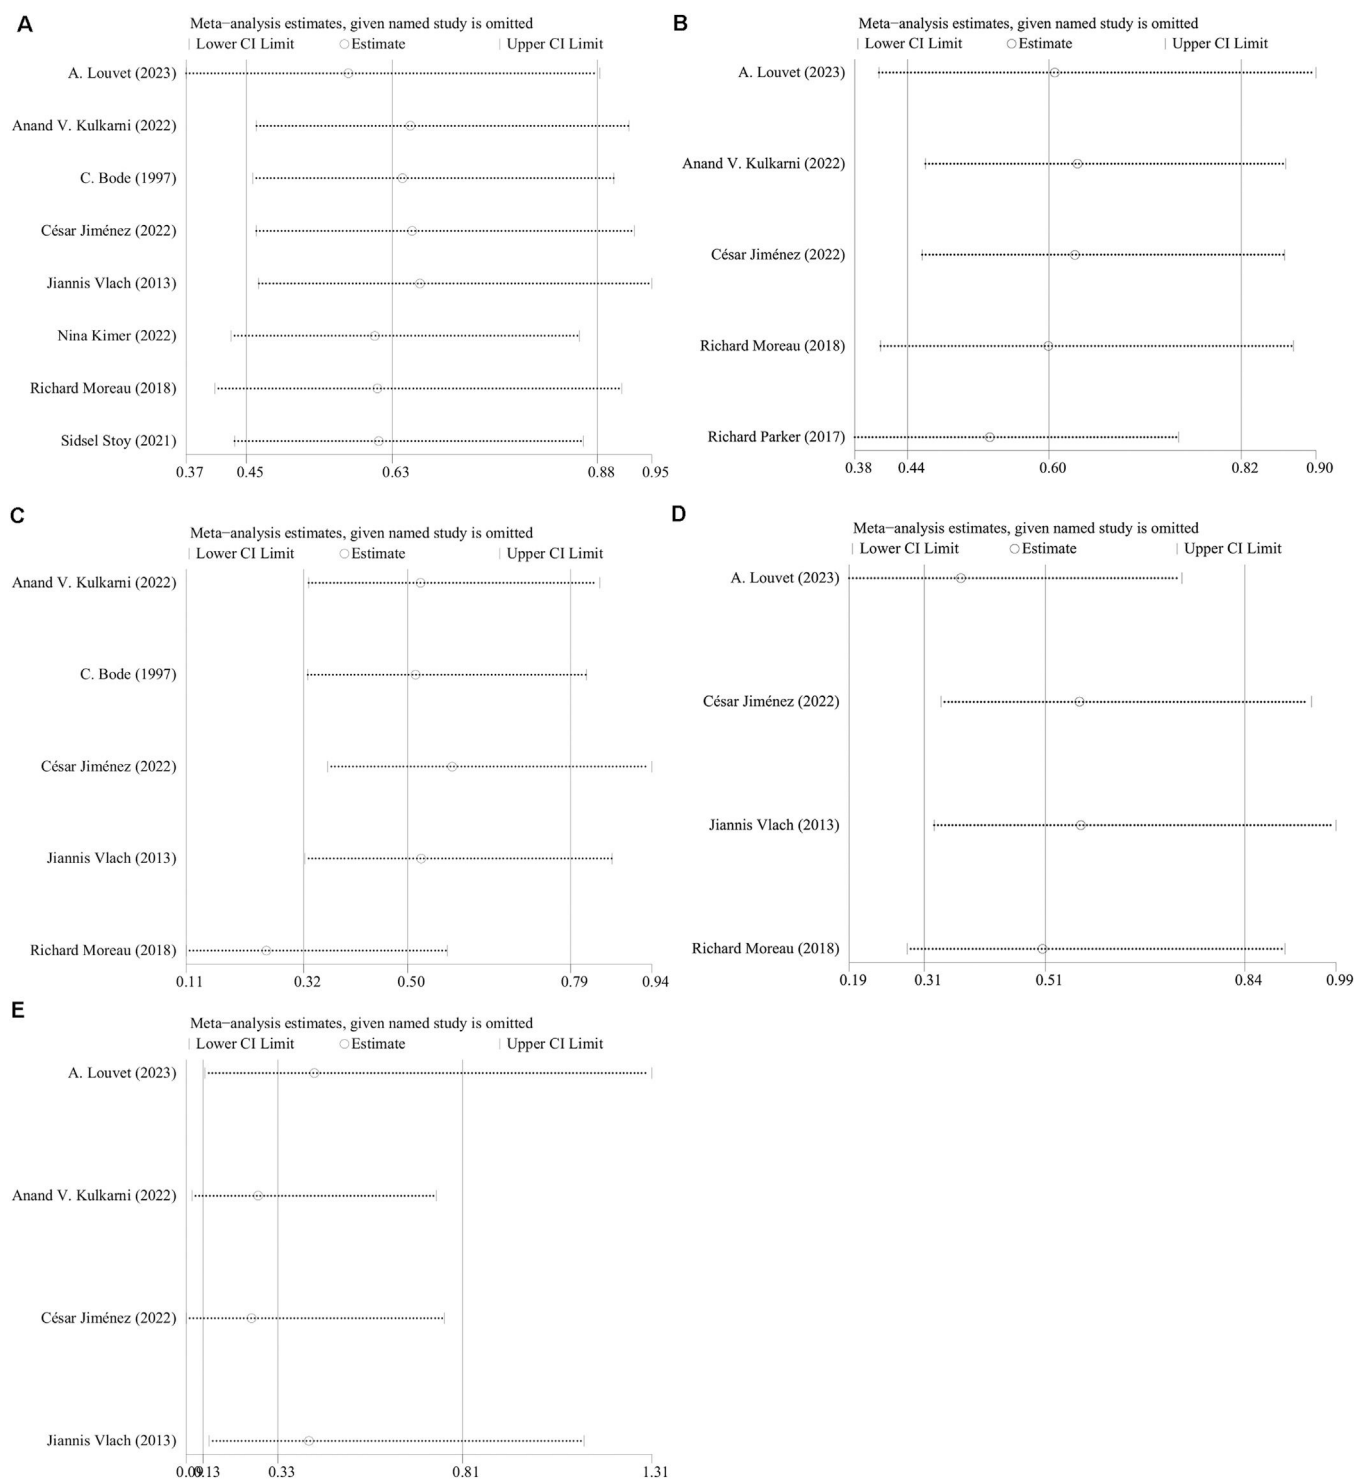 A
Meta−analysis estimates, given named study is omitted
Lower CI Limit Estimate Upper CI Limit
A. Louvet (2023)
Anand V. Kulkarni (2022)
C. Bode (1997)
César Jiménez (2022)
Jiannis Vlach (2013)
Nina Kimer (2022)
Richard Moreau (2018)
Sidsel Stoy (2021)
0.37 0.45 0.63 0.88 0.95
B
Meta−analysis estimates, given named study is omitted
Lower CI Limit Estimate Upper CI Limit
A. Louvet (2023)
Anand V. Kulkarni (2022)
César Jiménez (2022)
Richard Moreau (2018)
Richard Parker (2017)
0.38 0.44 0.60 0.82 0.90
C
Meta−analysis estimates, given named study is omitted
Lower CI Limit Estimate Upper CI Limit
Anand V. Kulkarni (2022)
C. Bode (1997)
César Jiménez (2022)
Jiannis Vlach (2013)
Richard Moreau (2018)
0.11 0.32 0.50 0.79 0.94
D
Meta−analysis estimates, given named study is omitted
Lower CI Limit Estimate Upper CI Limit
A. Louvet (2023)
César Jiménez (2022)
Jiannis Vlach (2013)
Richard Moreau (2018)
0.19 0.31 0.51 0.84 0.99
E
Meta−analysis estimates, given named study is omitted
Lower CI Limit Estimate Upper CI Limit
A. Louvet (2023)
Anand V. Kulkarni (2022)
César Jiménez (2022)
Jiannis Vlach (2013)
0.09 0.13 0.33 0.81 1.31